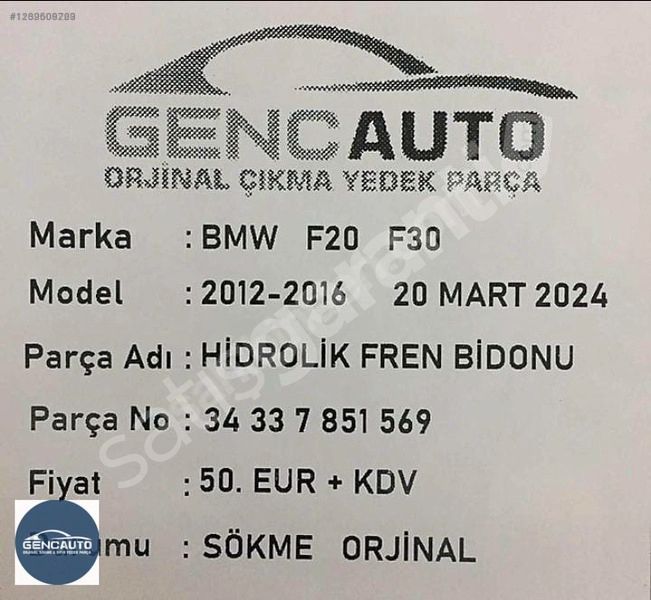 GENCAUTO
ORJİNAL ÇIKMA YEDEK PARÇA
Marka : BMW F20 F30
Model : 2012-2016 20 MART 2024
Parça Adı : HİDROLİK FREN BİDONU
Parça No : 34 33 7 851 569
Fiyat : 50. EUR + KDV
umu : SÖKME ORJİNAL
GENCAUTO